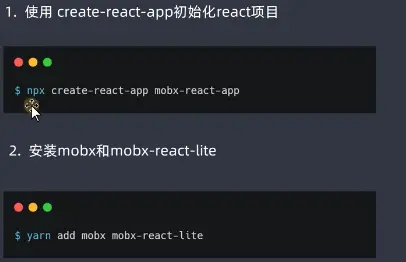 1. 使用 create-react-app初始化react项目
$ npx create-react-app mobx-react-app
2. 安装mobx和mobx-react-lite
$ yarn add mobx mobx-react-lite